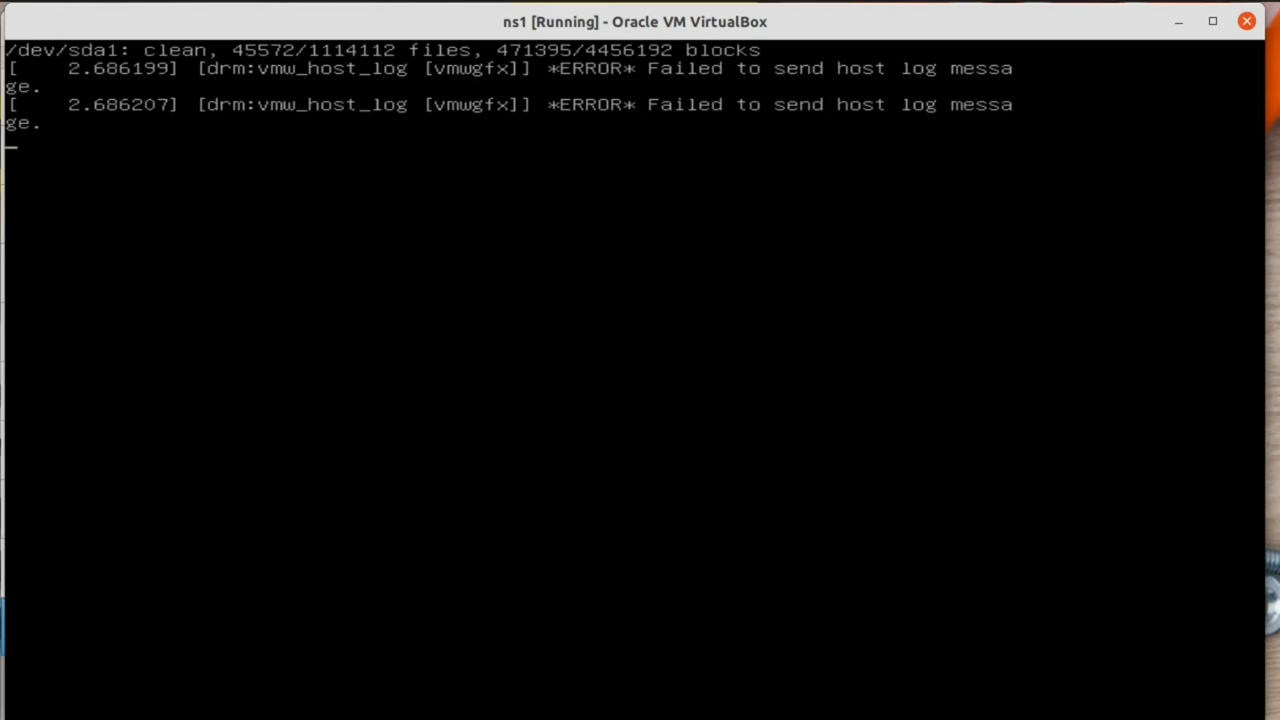 ns1 [Running] - Oracle VM VirtualBox
/dev/sda1: clean, 45572/1114112 files, 471395/4456192 blocks
[    2.686199] [drm:vmw_host_log [vmwgfx]] *ERROR* Failed to send host log messa
ge.
[    2.686207] [drm:vmw_host_log [vmwgfx]] *ERROR* Failed to send host log messa
ge.